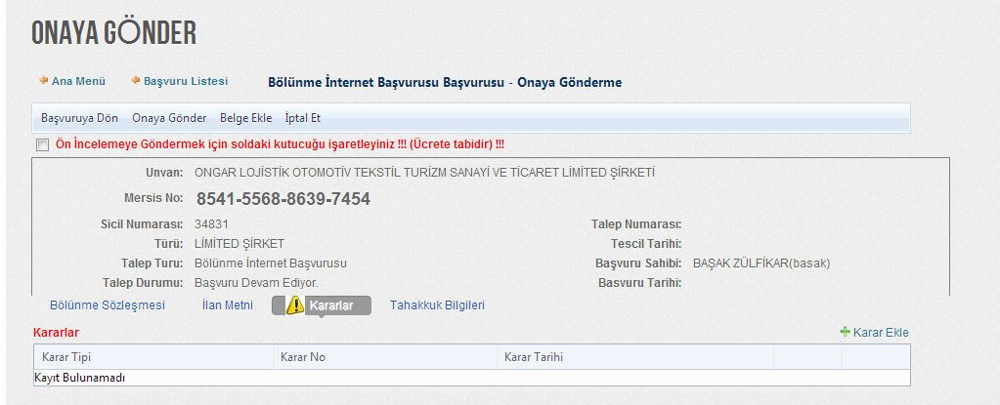 ONAYA GÖNDER
Ana Menü Başvuru Listesi Bölünme İnternet Başvurusu Başvurusu - Onaya Gönderme
Başvuruya Dön Onaya Gönder Belge Ekle İptal Et
Ön İncelemeye Göndermek için soldaki kutucuğu işaretleyiniz !!! (Ücrete tabidir) !!!
Unvan: ONGAR LOJİSTİK OTOMOTİV TEKSTİL TURİZM SANAYİ VE TİCARET LİMİTED ŞİRKETİ
Mersis No: 8541-5568-8639-7454
Sicil Numarası: 34831 Talep Numarası:
Türü: LİMİTED ŞİRKET Tescil Tarihi:
Talep Turu: Bölünme İnternet Başvurusu Başvuru Sahibi: BAŞAK ZÜLFİKAR(basak)
Talep Durumu: Başvuru Devam Ediyor. Basvuru Tarihi:
Bölünme Sözleşmesi İlan Metni Kararlar Tahakkuk Bilgileri
Kararlar Karar Ekle
Karar Tipi Karar No Karar Tarihi
Kayıt Bulunamadı